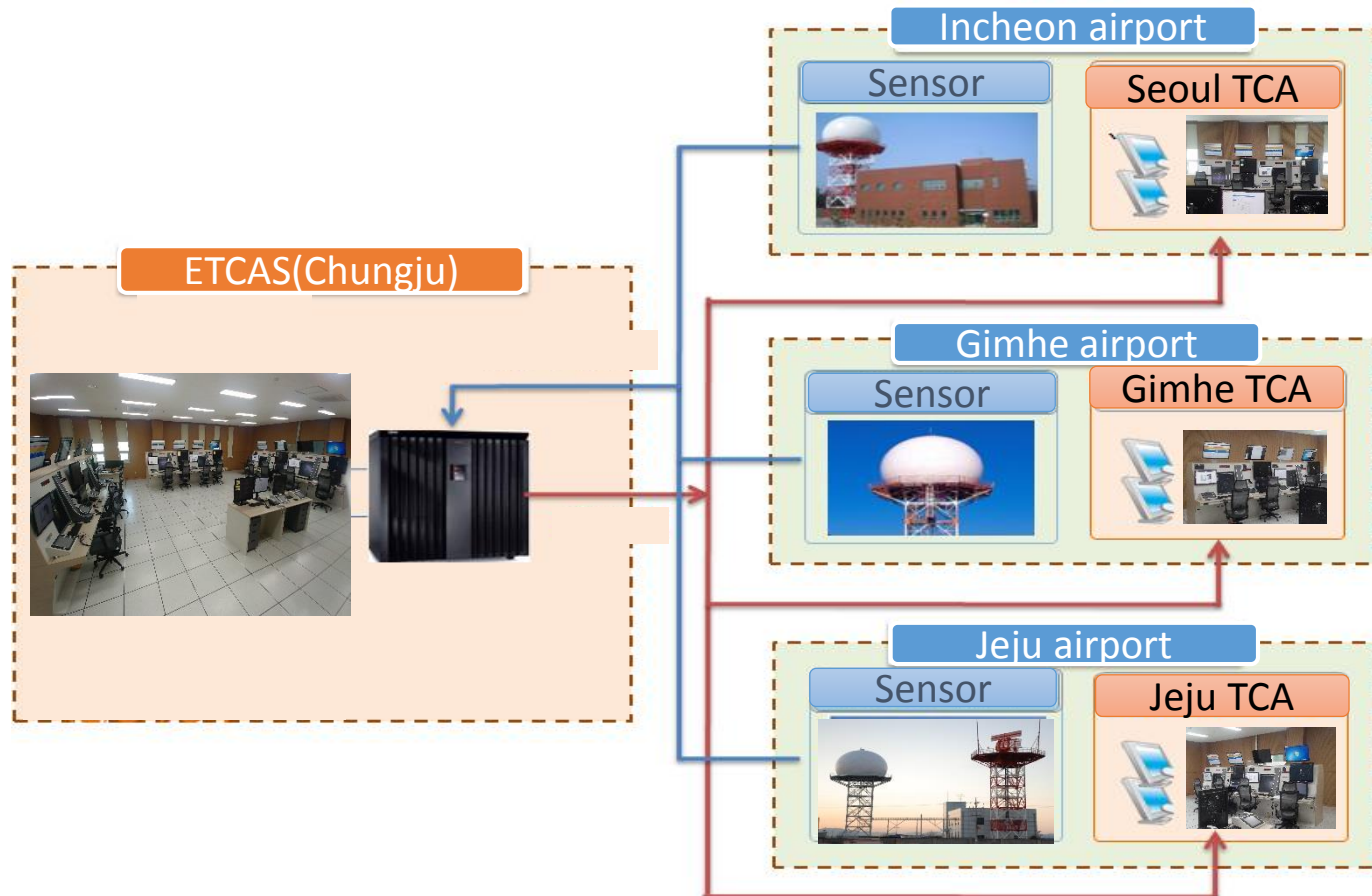 Incheon airport
Sensor
Seoul TCA
ETCAS(Chungju)
Gimhe airport
Sensor
Gimhe TCA
Jeju airport
Sensor
Jeju TCA